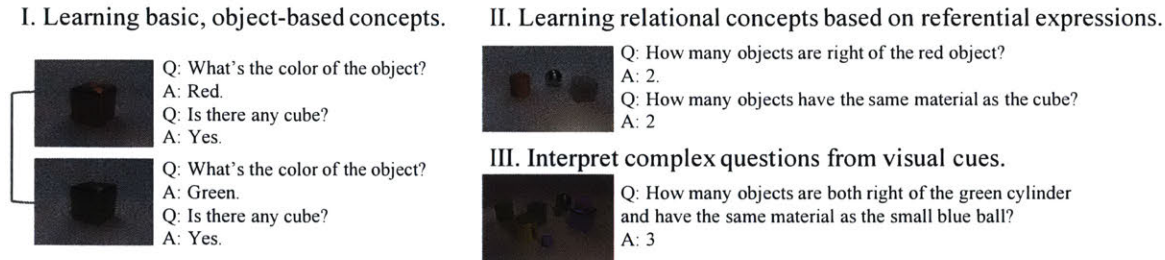 I. Learning basic, object-based concepts.
Q: What's the color of the object?
A: Red.
Q: Is there any cube?
A: Yes.
Q: What's the color of the object?
A: Green.
Q: Is there any cube?
A: Yes.
II. Learning relational concepts based on referential expressions.
Q: How many objects are right of the red object?
A: 2.
Q: How many objects have the same material as the cube?
A: 2
III. Interpret complex questions from visual cues.
Q: How many objects are both right of the green cylinder
and have the same material as the small blue ball?
A: 3